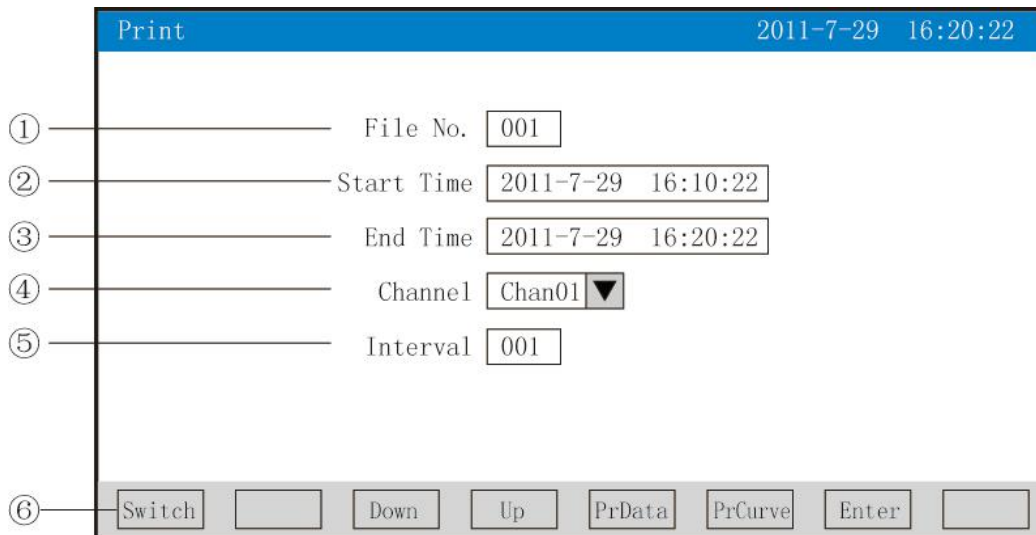 Print 2011-7-29 16:20:22
① File No. 001
② Start Time 2011-7-29 16:10:22
③ End Time 2011-7-29 16:20:22
④ Channel Chan01
⑤ Interval 001
⑥ Switch Down Up PrData PrCurve Enter